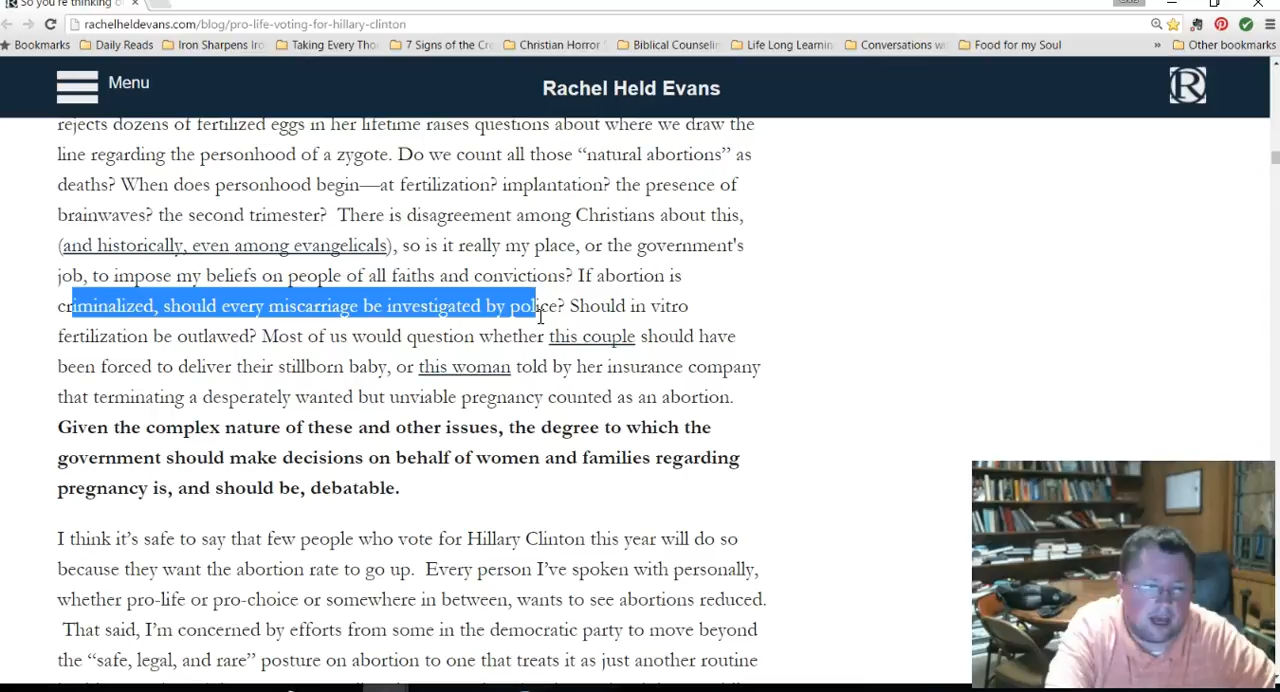 So you're thinking o
rachelheldevans.com/blog/pro-life-voting-for-hillary-clinton
Bookmarks Daily Reads Iron Sharpens Iro Taking Every Tho 7 Signs of the Cre Christian Horror Biblical Counselin Life Long Learnin Conversations w Food for my Soul » Other bookmarks
Menu Rachel Held Evans R
rejects dozens of fertilized eggs in her lifetime raises questions about where we draw the
line regarding the personhood of a zygote. Do we count all those “natural abortions” as
deaths? When does personhood begin—at fertilization? implantation? the presence of
brainwaves? the second trimester? There is disagreement among Christians about this,
(and historically, even among evangelicals), so is it really my place, or the government's
job, to impose my beliefs on people of all faiths and convictions? If abortion is
criminalized, should every miscarriage be investigated by police? Should in vitro
fertilization be outlawed? Most of us would question whether this couple should have
been forced to deliver their stillborn baby, or this woman told by her insurance company
that terminating a desperately wanted but unviable pregnancy counted as an abortion.
Given the complex nature of these and other issues, the degree to which the
government should make decisions on behalf of women and families regarding
pregnancy is, and should be, debatable.
I think it’s safe to say that few people who vote for Hillary Clinton this year will do so
because they want the abortion rate to go up. Every person I’ve spoken with personally,
whether pro-life or pro-choice or somewhere in between, wants to see abortions reduced.
That said, I’m concerned by efforts from some in the democratic party to move beyond
the “safe, legal, and rare” posture on abortion to one that treats it as just another routine